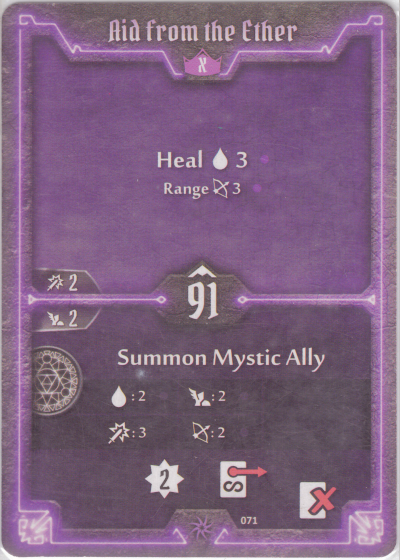 Aid from the Ether
X
Heal 3
Range 3
2
91
2
Summon Mystic Ally
:2 :2
:3 :2
2
071